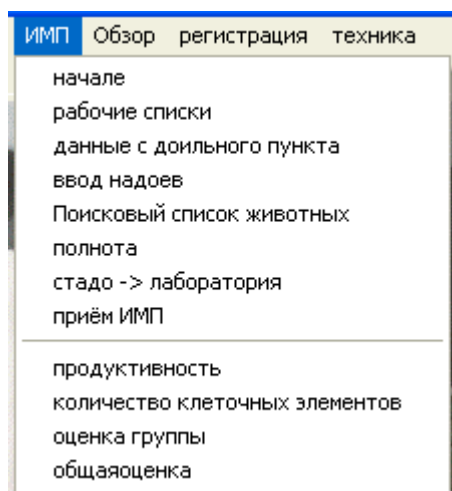 ИМП Обзор регистрация техника
начале
рабочие списки
данные с доильного пункта
ввод надоев
Поисковый список животных
полнота
стадо -> лаборатория
приём ИМП
продуктивность
количество клеточных элементов
оценка группы
общаяоценка